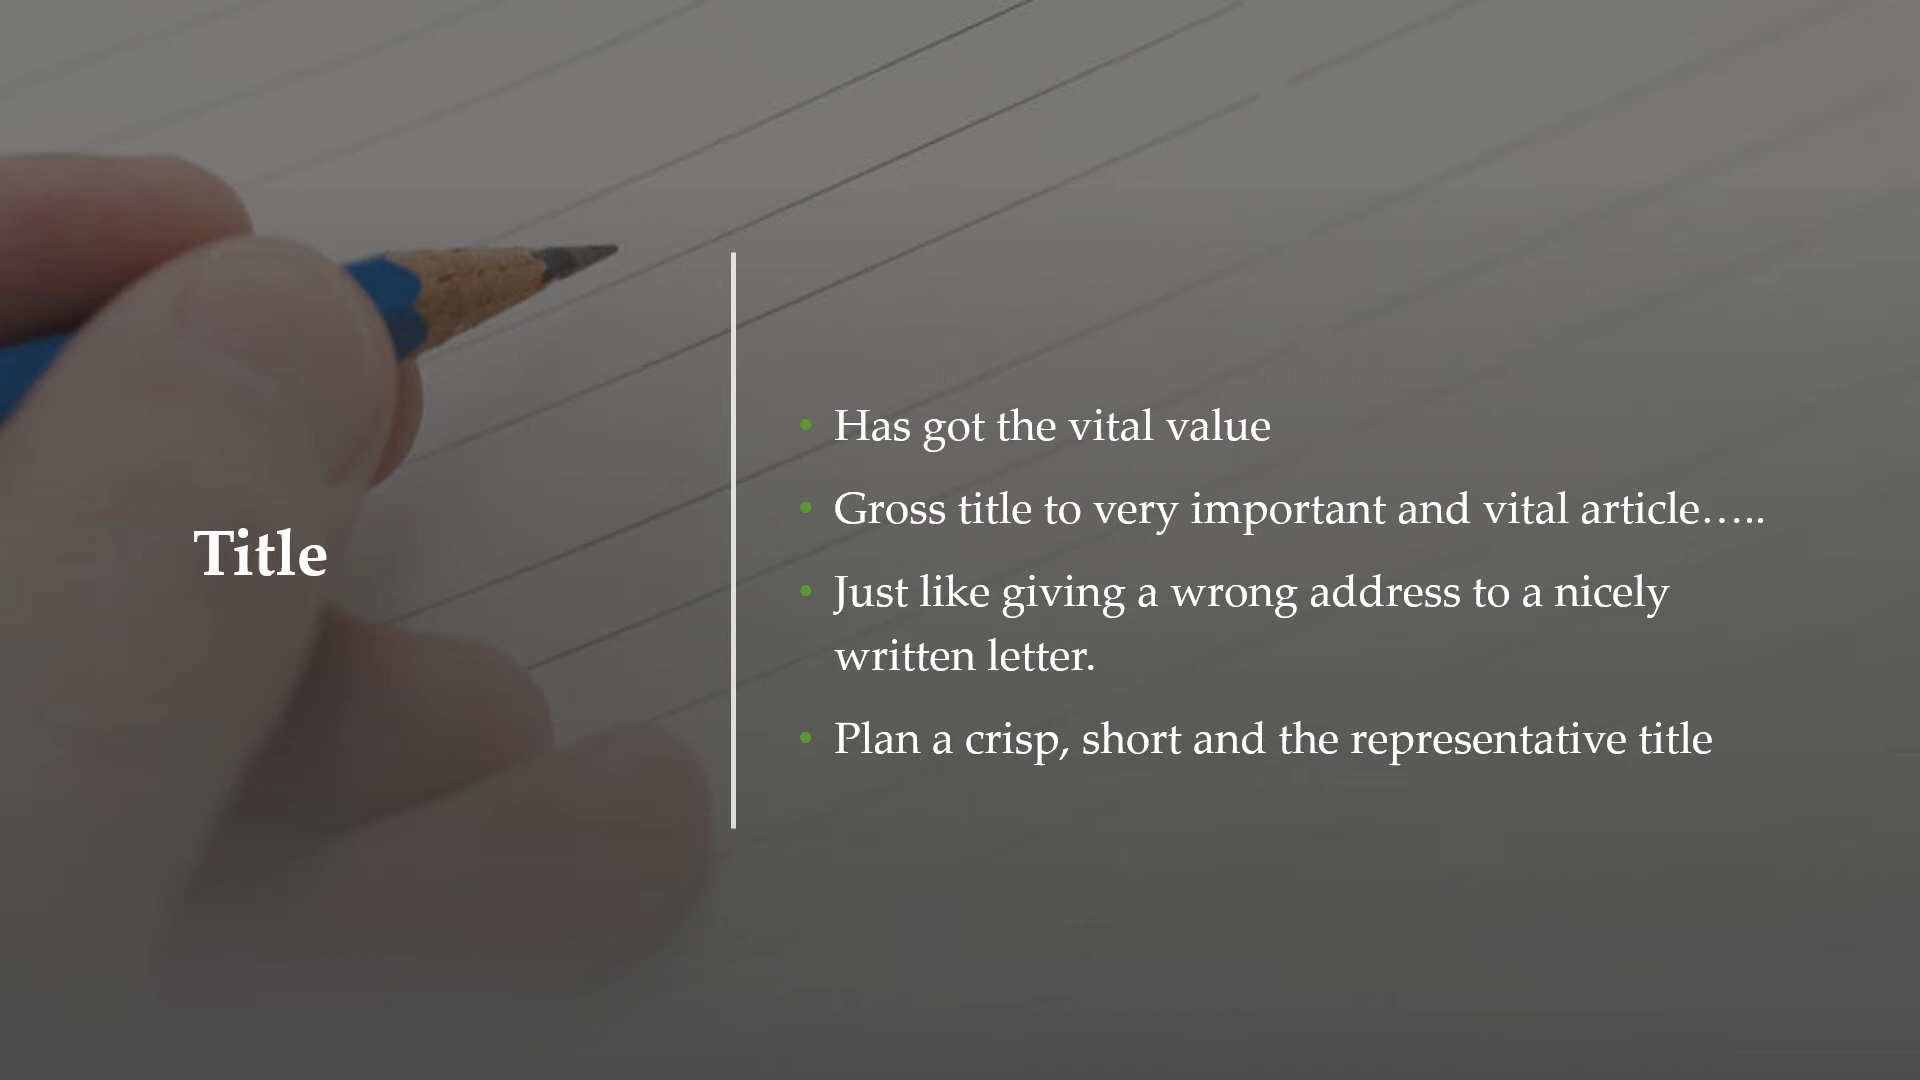 Title
• Has got the vital value
• Gross title to very important and vital article…..
• Just like giving a wrong address to a nicely
written letter.
• Plan a crisp, short and the representative title